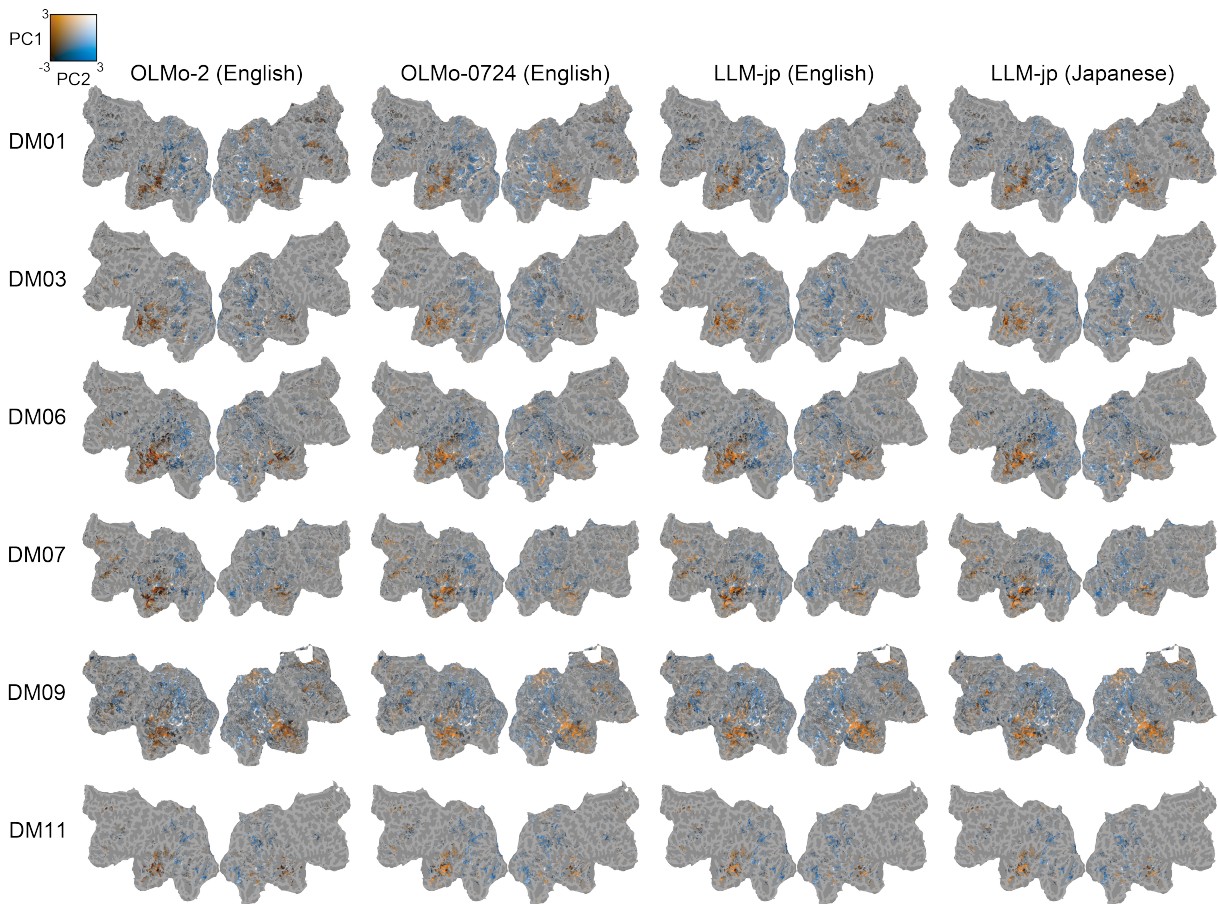 3
PC1
-3
3
PC2
OLMo-2 (English)
OLMo-0724 (English)
LLM-jp (English)
LLM-jp (Japanese)
DM01
DM03
DM06
DM07
DM09
DM11